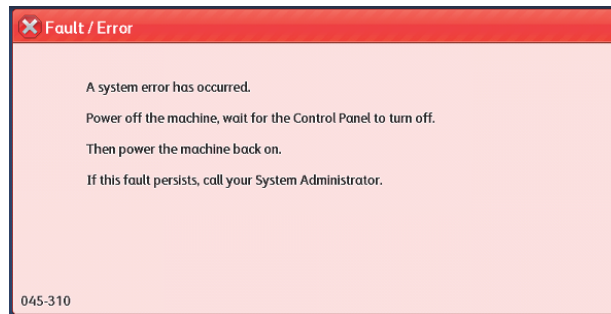 Fault / Error
A system error has occurred.
Power off the machine, wait for the Control Panel to turn off.
Then power the machine back on.
If this fault persists, call your System Administrator.
045-310